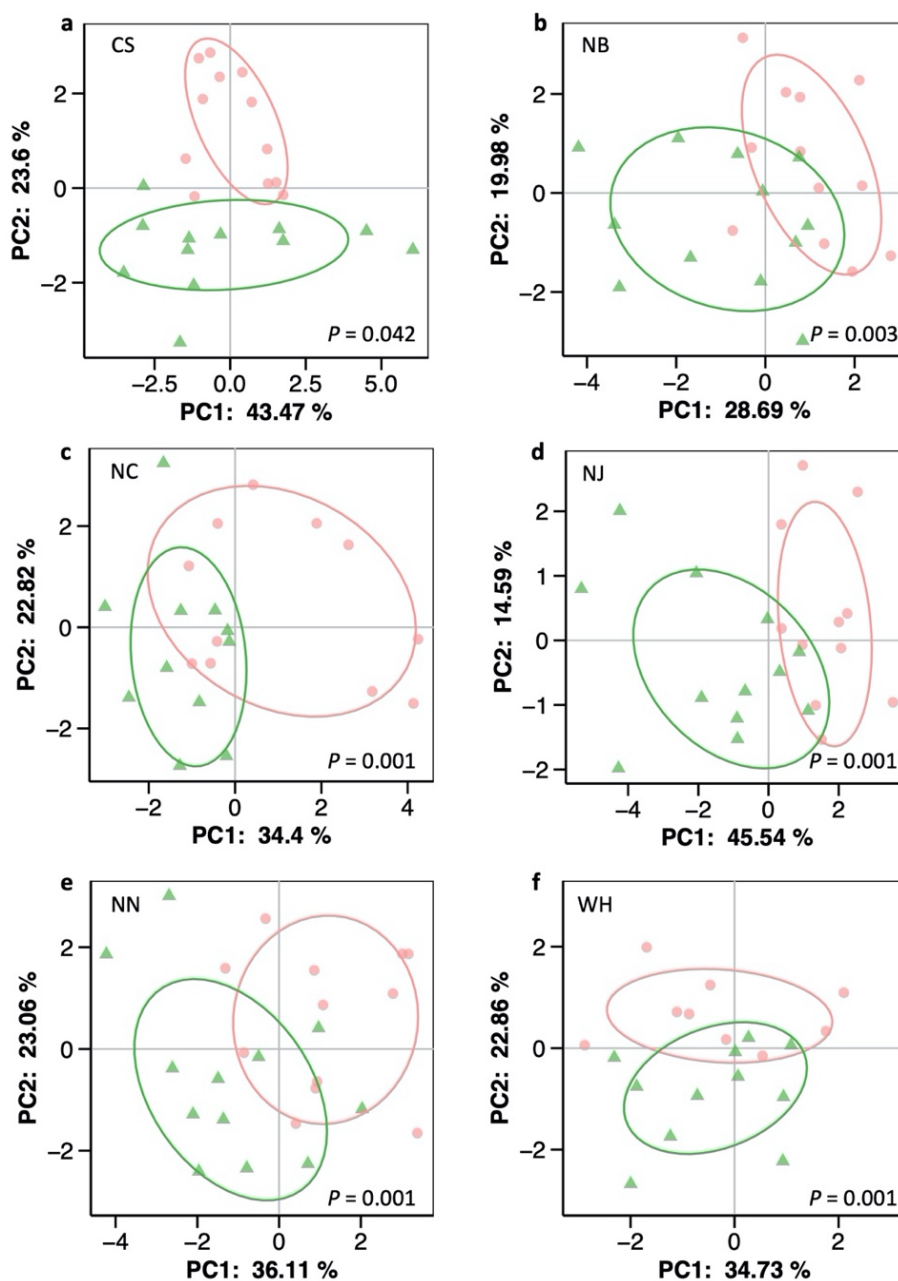 a
CS
PC2: 23.6 %
2
0
−2
P = 0.042
−2.5 0.0 2.5 5.0
PC1: 43.47 %
b
NB
PC2: 19.98 %
2
0
−2
P = 0.003
−4 −2 0 2
PC1: 28.69 %
c
NC
PC2: 22.82 %
2
0
−2
P = 0.001
−2 0 2 4
PC1: 34.4 %
d
NJ
PC2: 14.59 %
2
1
0
−1
−2
P = 0.001
−4 −2 0 2
PC1: 45.54 %
e
NN
PC2: 23.06 %
2
0
−2
P = 0.001
−4 −2 0 2
PC1: 36.11 %
f
WH
PC2: 22.86 %
2
0
−2
P = 0.001
−2 0 2
PC1: 34.73 %